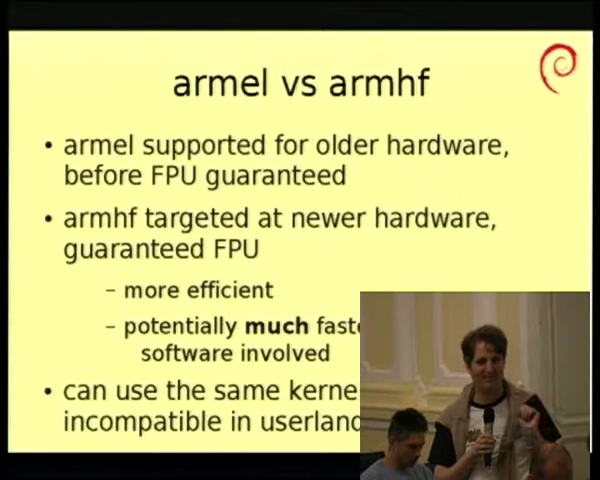 armel vs armhf
• armel supported for older hardware,
before FPU guaranteed
• armhf targeted at newer hardware,
guaranteed FPU
– more efficient
– potentially much faste
software involved
• can use the same kerne
incompatible in userland